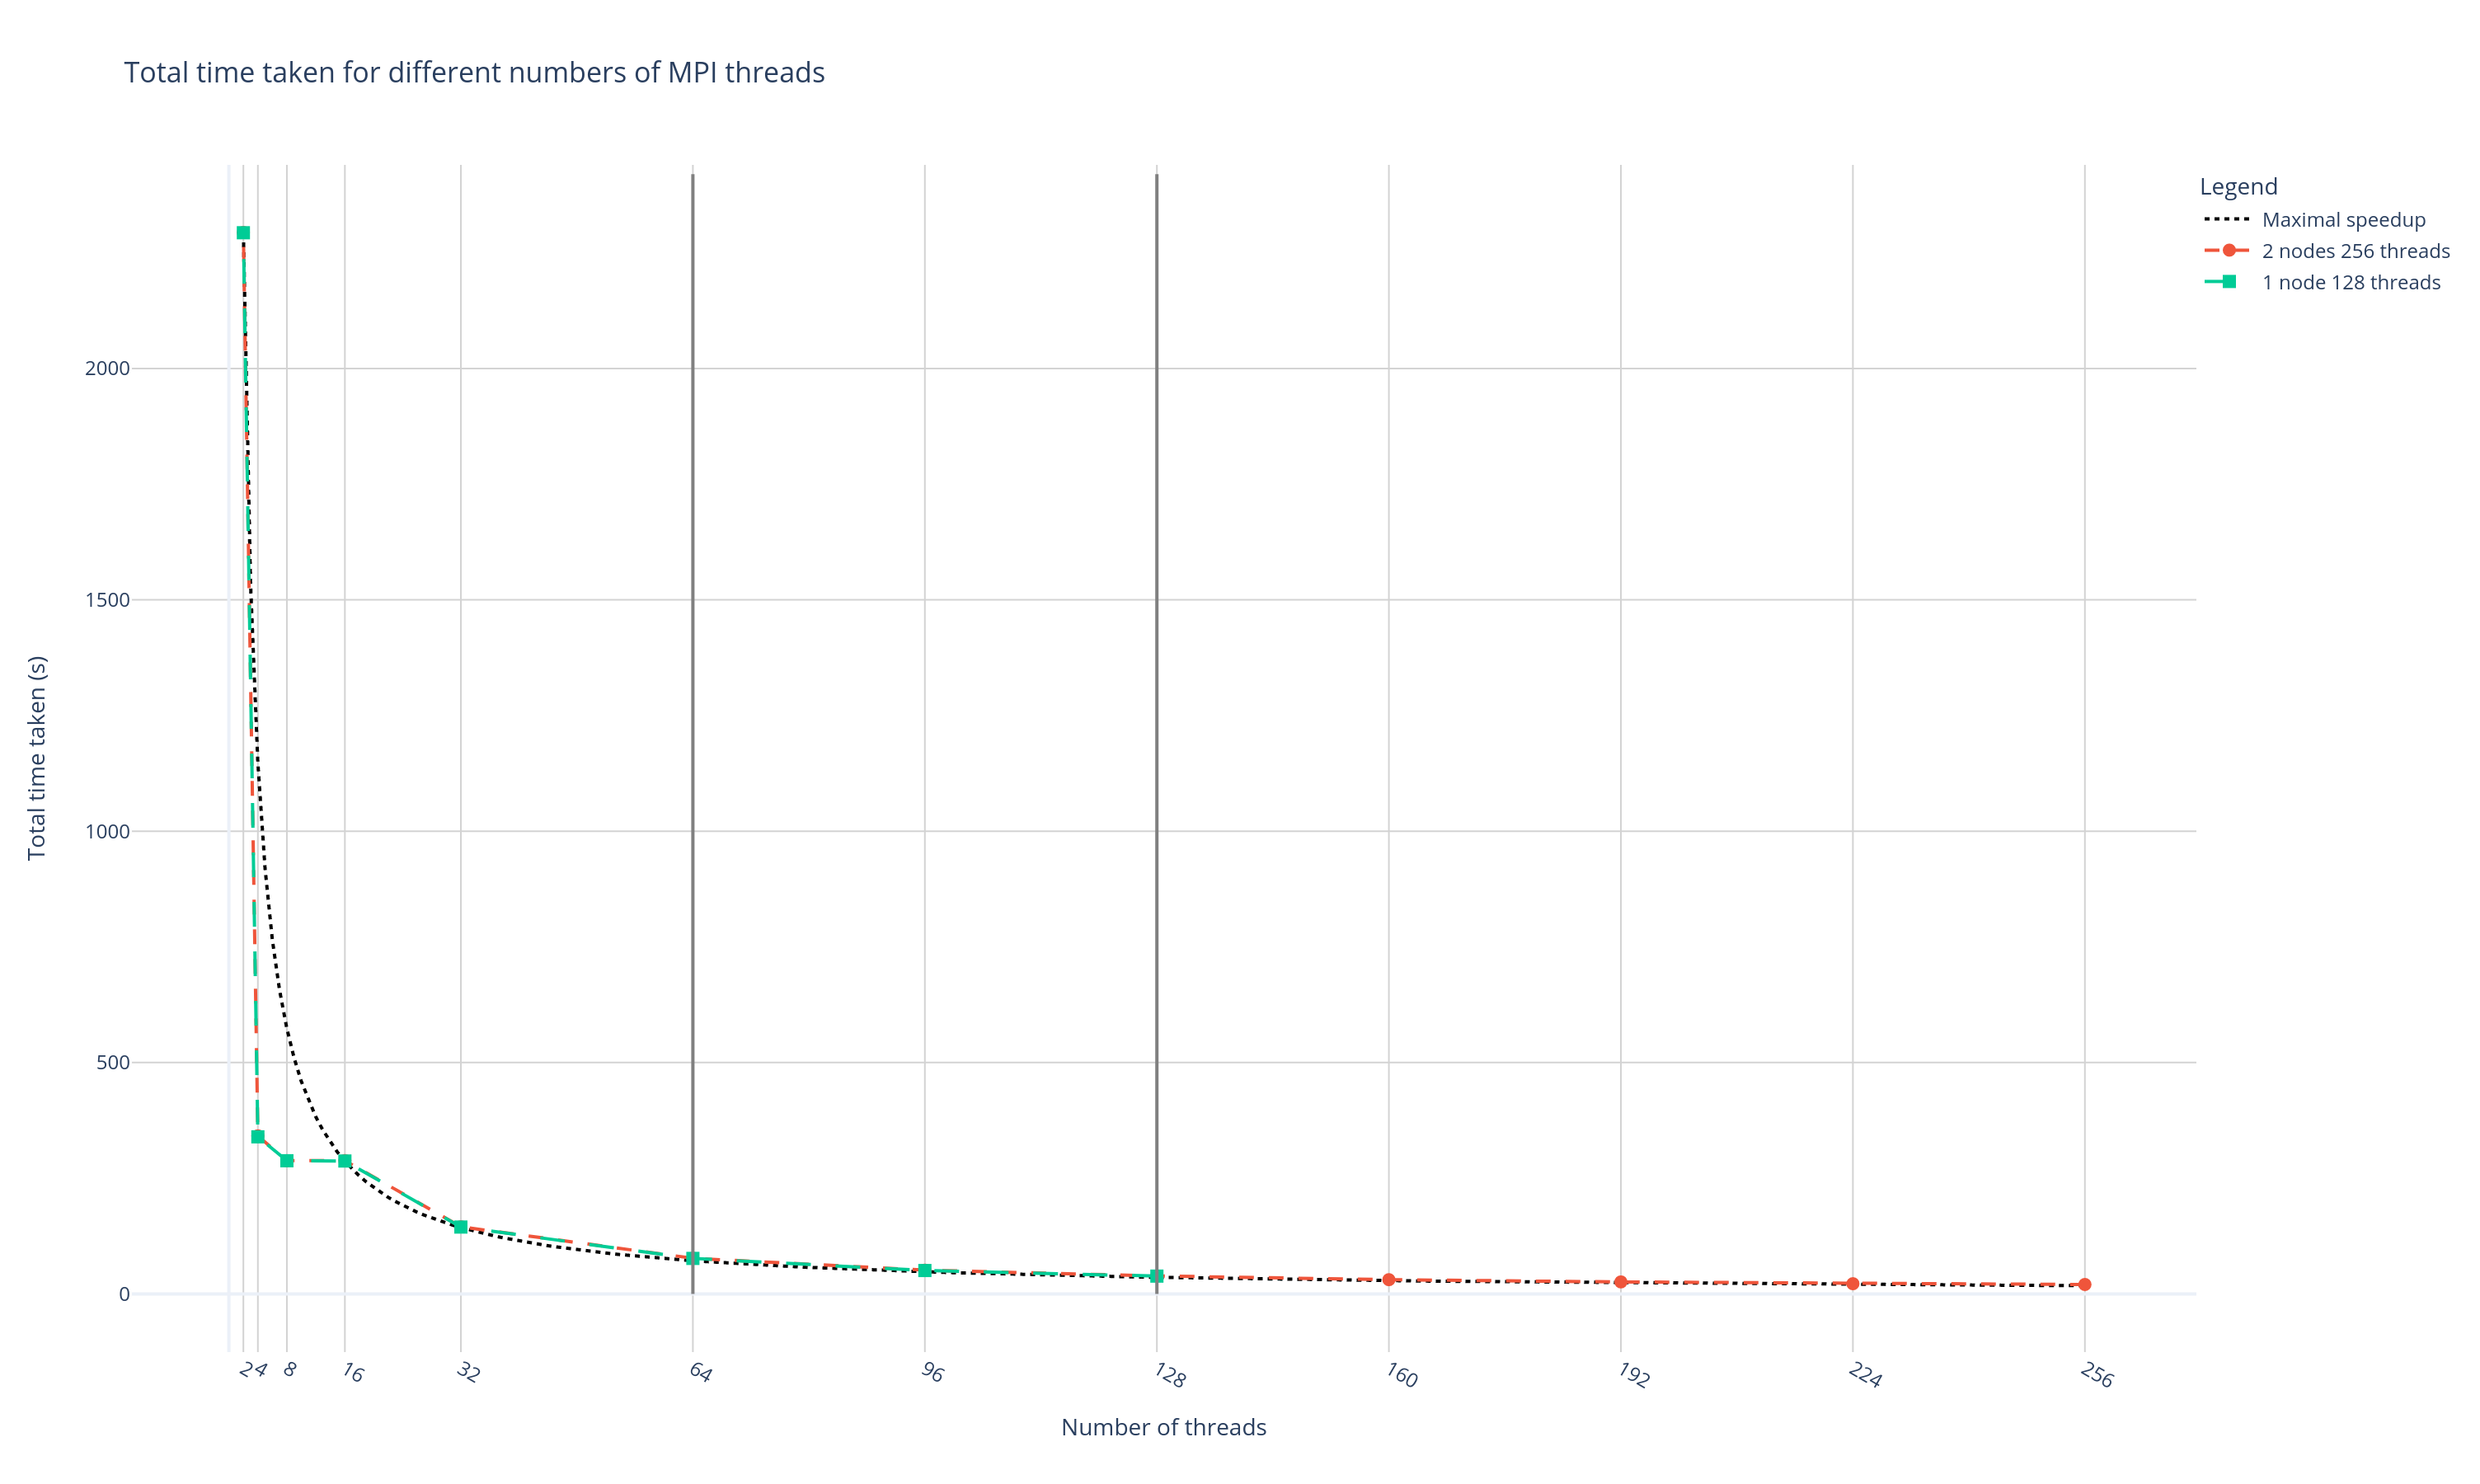 Total time taken for different numbers of MPI threads
Legend
Maximal speedup
2 nodes 256 threads
1 node 128 threads
2000
1500
1000
500
0
Total time taken (s)
2 4 8 16 32 64 96 128 160 192 224 256
Number of threads